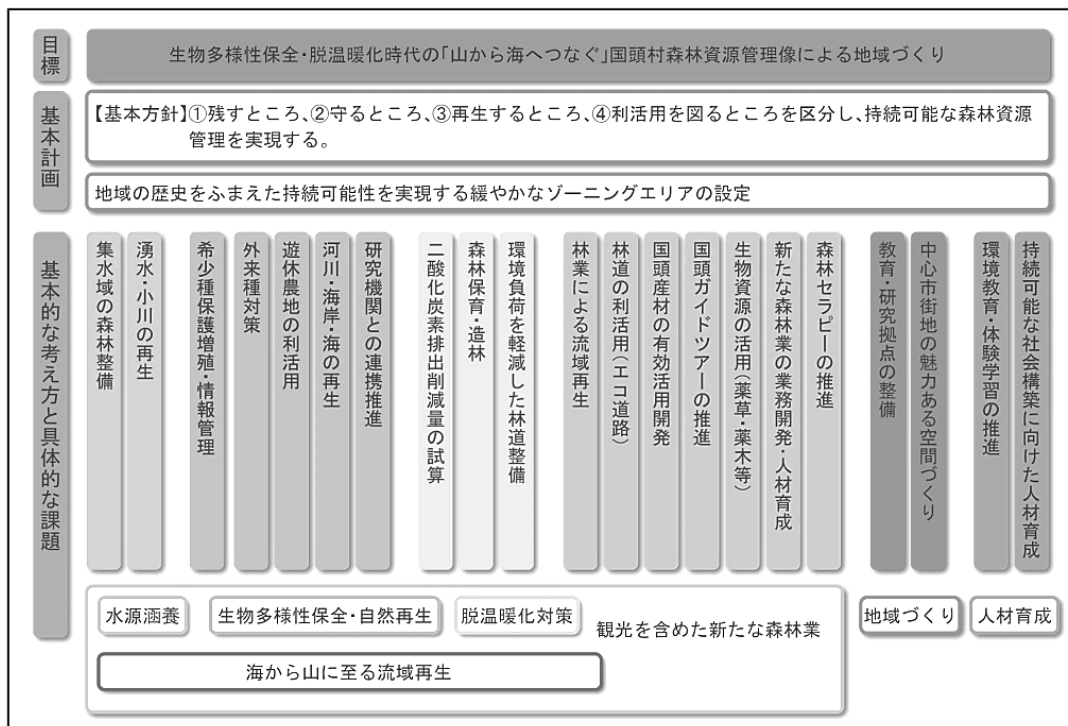 目標
生物多様性保全・脱温暖化時代の「山から海へつなぐ」国頭村森林資源管理像による地域づくり
基本計画
【基本方針】①残すところ、②守るところ、③再生するところ、④利活用を図るところを区分し、持続可能な森林資源
管理を実現する。
地域の歴史をふまえた持続可能性を実現する緩やかなゾーニングエリアの設定
基本的な考え方と具体的な課題
集水域の森林整備
湧水・小川の再生
希少種保護増殖・情報管理
外来種対策
遊休農地の利活用
河川・海岸・海の再生
研究機関との連携推進
二酸化炭素排出削減量の試算
森林保育・造林
環境負荷を軽減した林道整備
林業による流域再生
林道の利活用(エコ道路)
国頭産材の有効活用開発
国頭ガイドツアーの推進
生物資源の活用(薬草・薬木等)
新たな森林業の業務開発・人材育成
森林セラピーの推進
教育・研究拠点の整備
中心市街地の魅力ある空間づくり
環境教育・体験学習の推進
持続可能な社会構築に向けた人材育成
水源涵養
生物多様性保全・自然再生
脱温暖化対策
観光を含めた新たな森林業
地域づくり
人材育成
海から山に至る流域再生